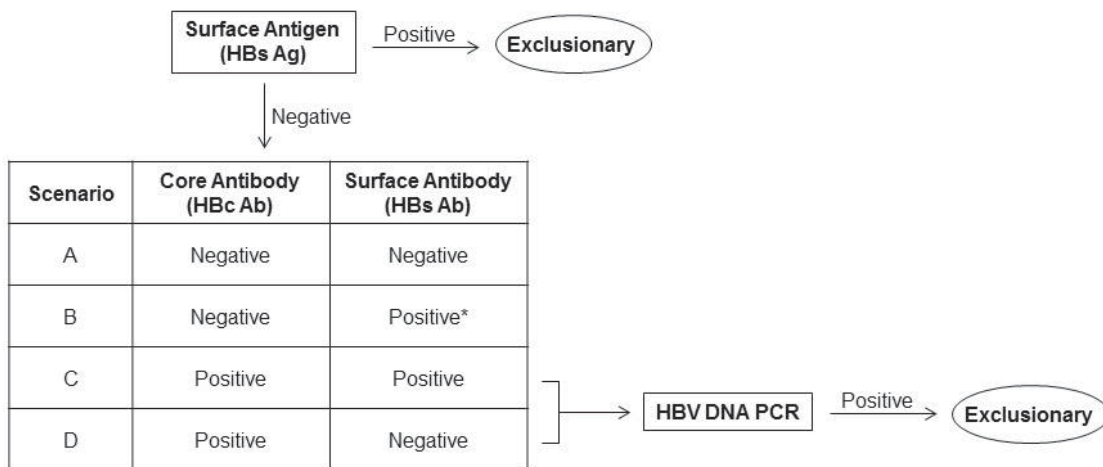 Surface Antigen
(HBs Ag)
Positive
Exclusionary
Negative
Scenario
Core Antibody
(HBc Ab)
Surface Antibody
(HBs Ab)
A
Negative
Negative
B
Negative
Positive*
C
Positive
Positive
D
Positive
Negative
HBV DNA PCR
Positive
Exclusionary